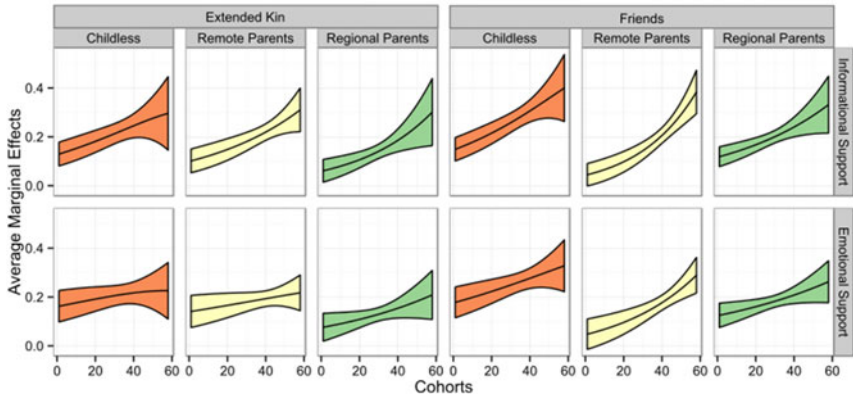 Extended Kin Friends
Childless Remote Parents Regional Parents Childless Remote Parents Regional Parents
Average Marginal Effects
0.4
0.2
0.0
Informational Support
0.4
0.2
0.0
Emotional Support
0 20 40 60 0 20 40 60 0 20 40 60 0 20 40 60 0 20 40 60 0 20 40 60
Cohorts